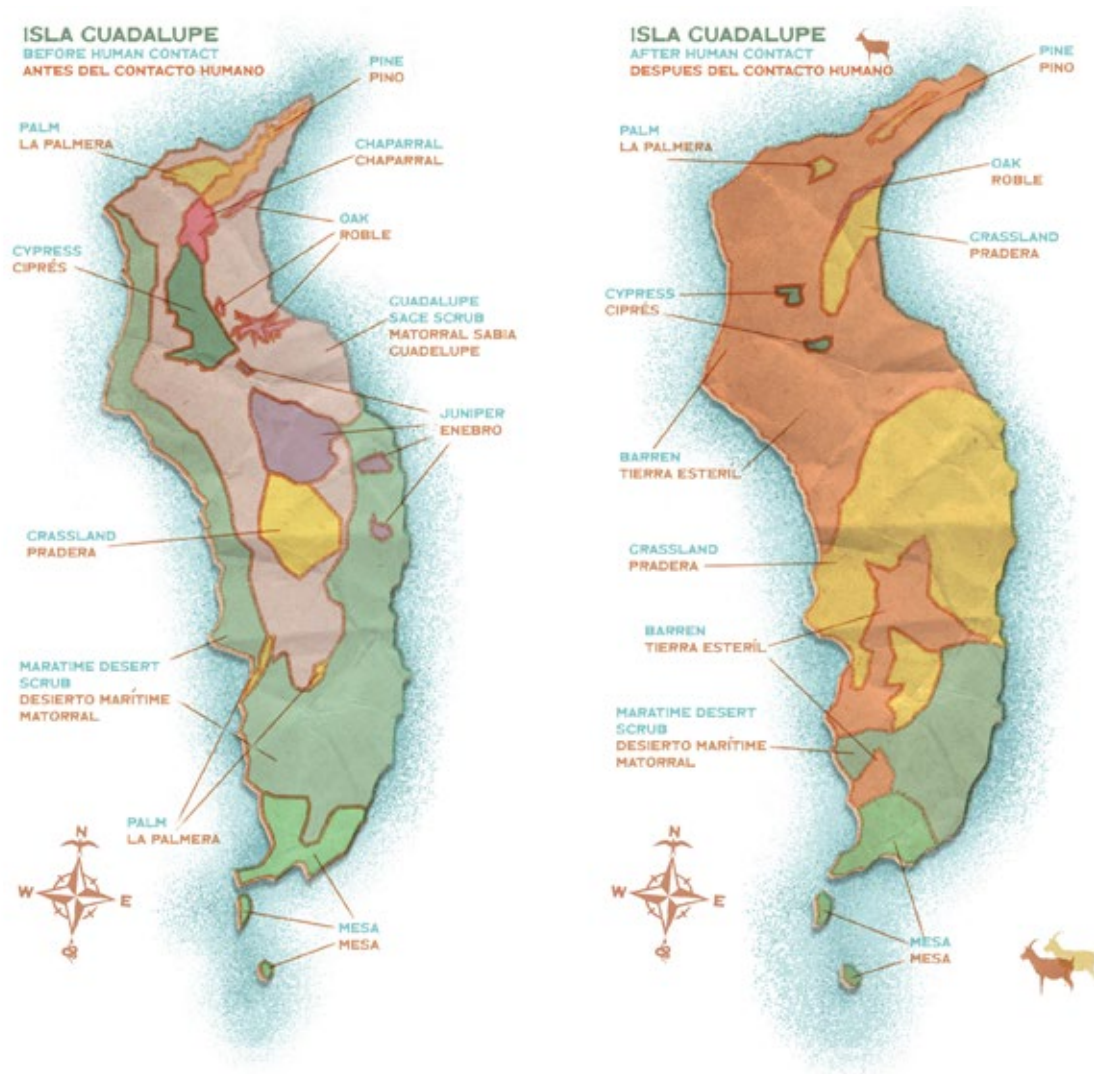 ISLA GUADALUPE
BEFORE HUMAN CONTACT
ANTES DEL CONTACTO HUMANO
PINE
PINO
PALM
LA PALMERA
CHAPARRAL
CHAPARRAL
OAK
ROBLE
CYPRESS
CIPRÉS
GUADALUPE
SAGE SCRUB
MATORRAL SABIA
GUADELUPE
JUNIPER
ENEBRO
GRASSLAND
PRADERA
MARATIME DESERT
SCRUB
DESIERTO MARÍTIME
MATORRAL
PALM
LA PALMERA
N
W
E
S
MESA
MESA
ISLA GUADALUPE
AFTER HUMAN CONTACT
DESPUES DEL CONTACTO HUMANO
PINE
PINO
PALM
LA PALMERA
OAK
ROBLE
GRASSLAND
PRADERA
CYPRESS
CIPRÉS
BARREN
TIERRA ESTERÍL
GRASSLAND
PRADERA
BARREN
TIERRA ESTERÍL
MARATIME DESERT
SCRUB
DESIERTO MARÍTIME
MATORRAL
N
W
E
S
MESA
MESA